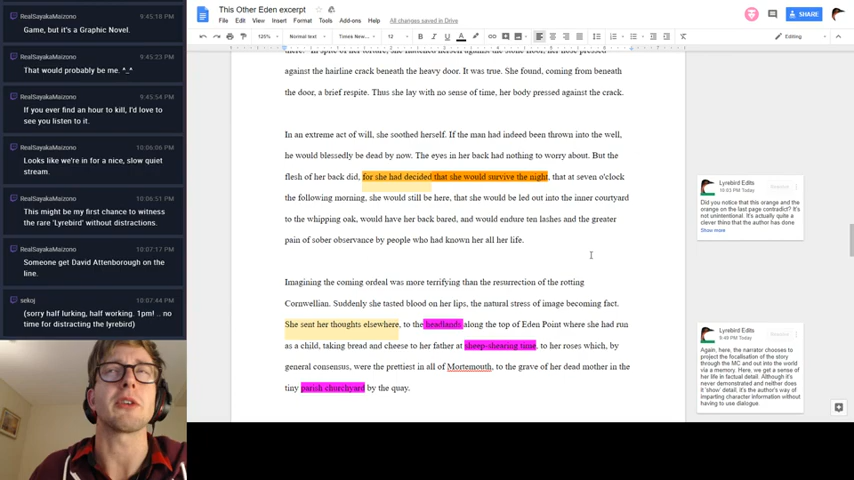 9:45:18 PM
Game, but it's a Graphic Novel.
RealSayakaMaizono 9:45:23 PM
That would probably be me. ^_^
RealSayakaMaizono 9:45:54 PM
If you ever find an hour to kill, I'd love to
see you listen to it.
RealSayakaMaizono 10:06:06 PM
Looks like we're in for a nice, slow quiet
stream.
RealSayakaMaizono 10:06:51 PM
This might be my first chance to witness
the rare 'Lyrebird' without distractions.
RealSayakaMaizono 10:07:17 PM
Someone get David Attenborough on the
line.
sekoj 10:07:44 PM
(sorry half lurking, half working. 1pm! .. no
time for distracting the lyrebird)
This Other Eden excerpt
File Edit View Insert Format Tools Add-ons Help All changes saved in Drive
SHARE
125% Normal text Times New... 12 Editing
against the hairline crack beneath the heavy door. It was true. She found, coming from beneath
the door, a brief respite. Thus she lay with no sense of time, her body pressed against the crack.
In an extreme act of will, she soothed herself. If the man had indeed been thrown into the well,
he would blessedly be dead by now. The eyes in her back had nothing to worry about. But the
flesh of her back did, for she had decided that she would survive the night, that at seven o'clock
the following morning, she would still be here, that she would be led out into the inner courtyard
to the whipping oak, would have her back bared, and would endure ten lashes and the greater
pain of sober observance by people who had known her all her life.
Imagining the coming ordeal was more terrifying than the resurrection of the rotting
Cornwellian. Suddenly she tasted blood on her lips, the natural stress of image becoming fact.
She sent her thoughts elsewhere, to the headlands along the top of Eden Point where she had run
as a child, taking bread and cheese to her father at sheep-shearing time, to her roses which, by
general consensus, were the prettiest in all of Mortemouth, to the grave of her dead mother in the
tiny parish churchyard by the quay.
Lyrebird Edits
10:03 PM Today
Did you notice that this orange and the
orange on the last page contradict? It's
not unintentional. It's actually quite a
clever thing that the author has done
Show more
Lyrebird Edits
9:49 PM Today
Again, here, the narrator chooses to
project the focalisation of the story
through the MC and out into the world
via a memory. Here, we get a sense of
her life in factual detail. Although it's
never demonstrated and neither does
it 'show' detail, it's the author's way of
imparting character information without
having to use dialogue.